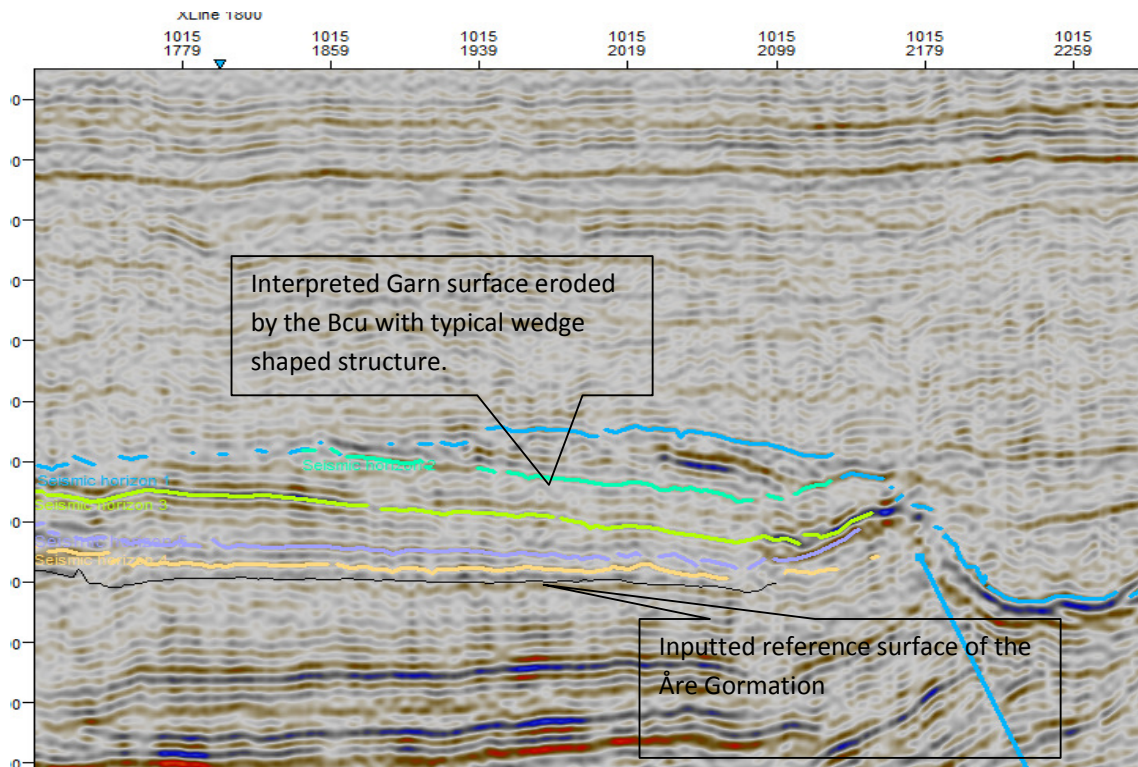 XLine 1800
1015 1015 1015 1015 1015 1015 1015
1779 1859 1939 2019 2099 2179 2259
Interpreted Garn surface eroded
by the Bcu with typical wedge
shaped structure.
Seismic horizon
Seismic horizon 1
Seismic horizon 3
Seismic horizon
Inputted reference surface of the
Åre Gormation